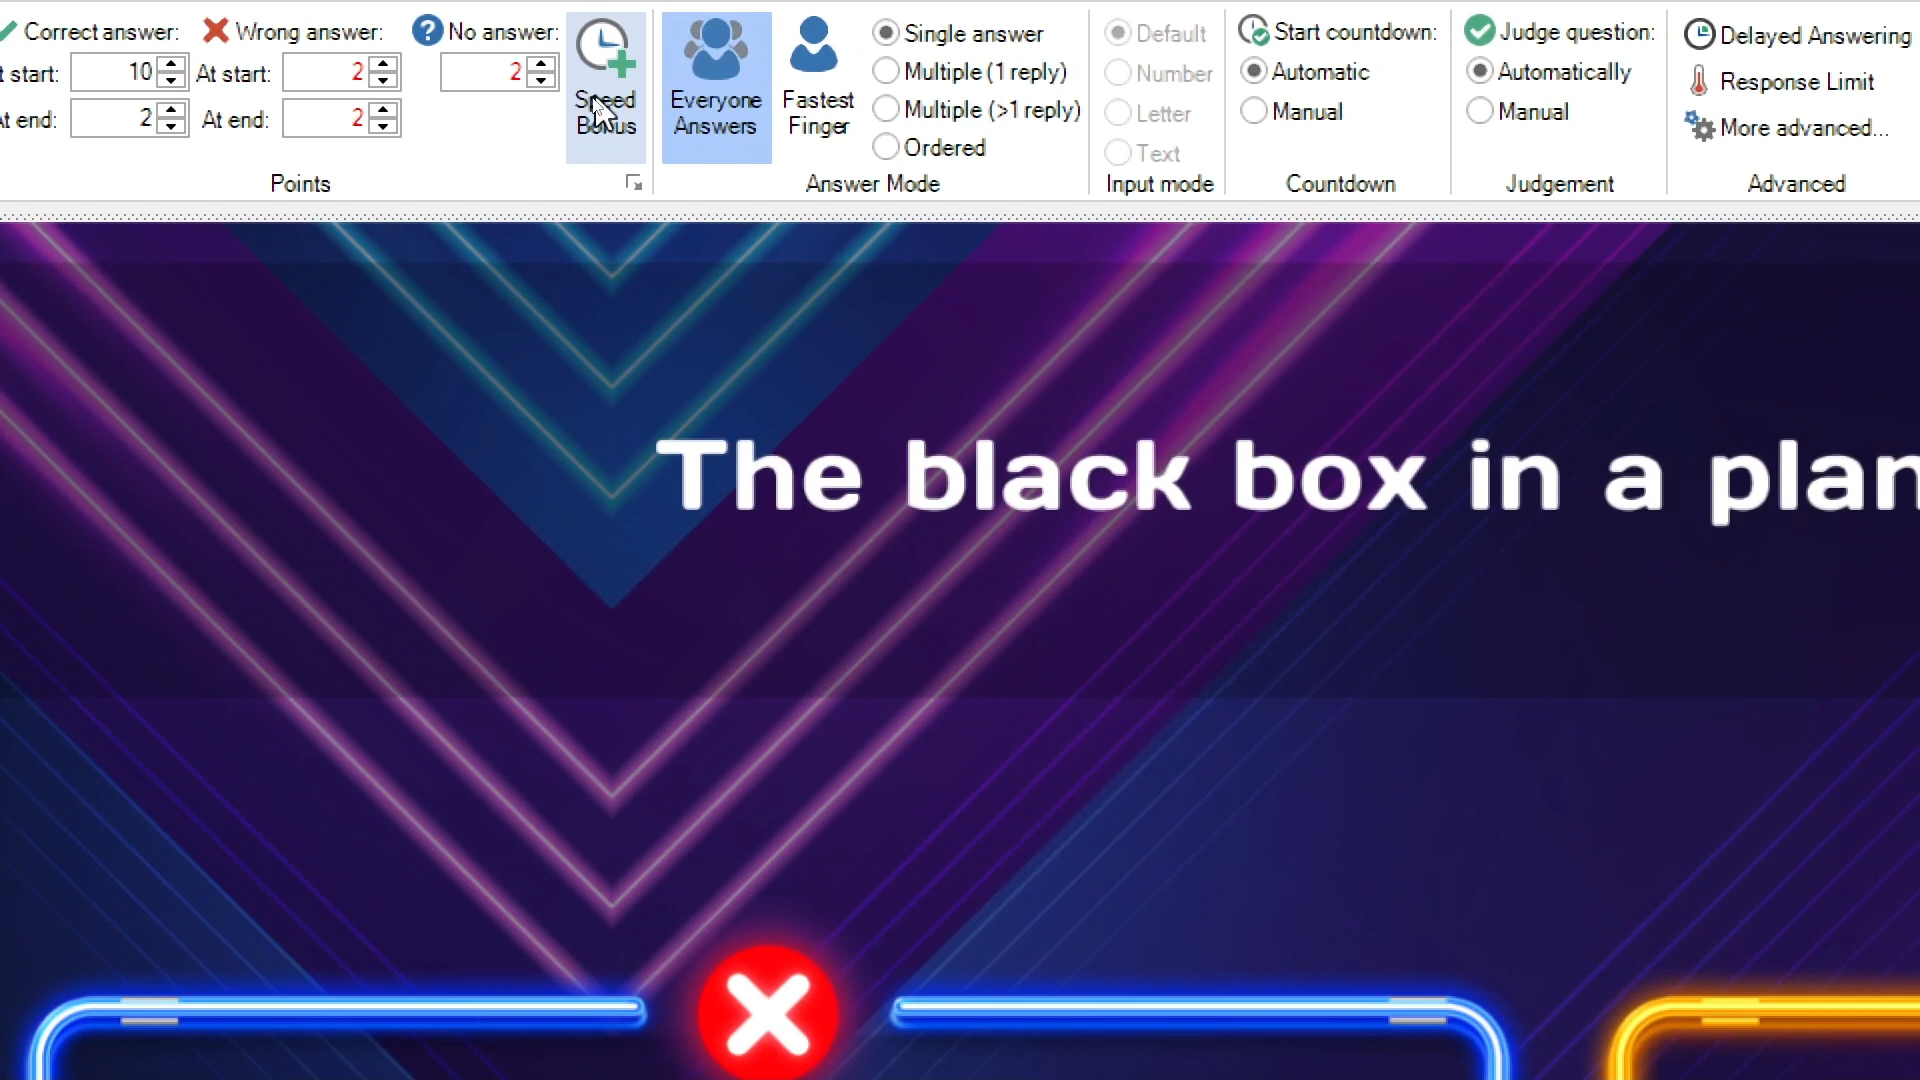 Correct answer: Wrong answer: ? No answer:
t start: 10 At start: 2 2
At end: 2 At end: 2
Speed
Bonus
Points
Everyone
Answers
Fastest
Finger
Single answer
Multiple (1 reply)
Multiple (>1 reply)
Ordered
Answer Mode
Default
Number
Letter
Text
Input mode
Start countdown:
Automatic
Manual
Countdown
Judge question:
Automatically
Manual
Judgement
Delayed Answering
Response Limit
More advanced...
Advanced
The black box in a plan